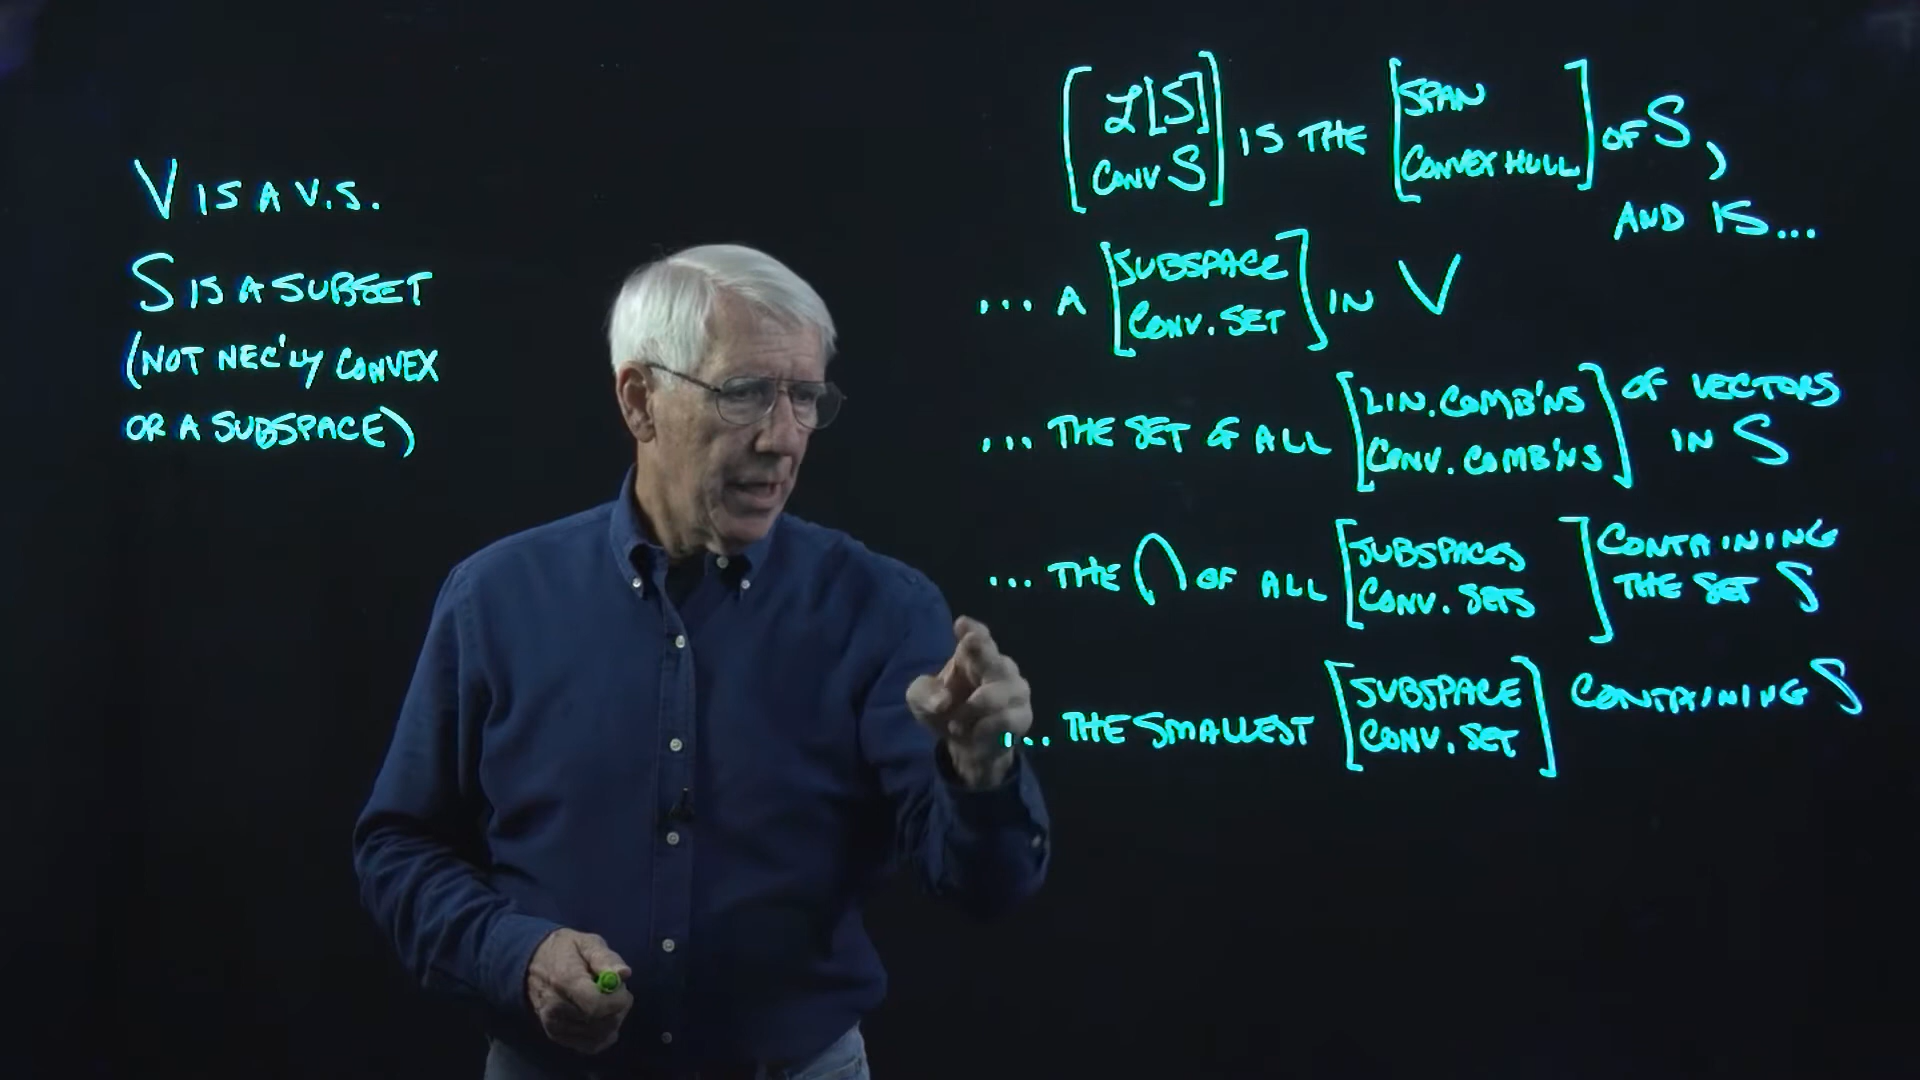 V IS A V.S.
S IS A SUBSET
(NOT NEC'LY CONVEX
OR A SUBSPACE)
[L[S] CONV S] IS THE [SPAN CONVEX HULL] OF S,
AND IS...
... A [SUBSPACE CONV. SET] IN V
... THE SET OF ALL [LIN. COMB'NS CONV. COMB'NS] OF VECTORS IN S
... THE ∩ OF ALL [SUBSPACES CONV. SETS] CONTAINING THE SET S
... THE SMALLEST [SUBSPACE CONV. SET] CONTAINING S